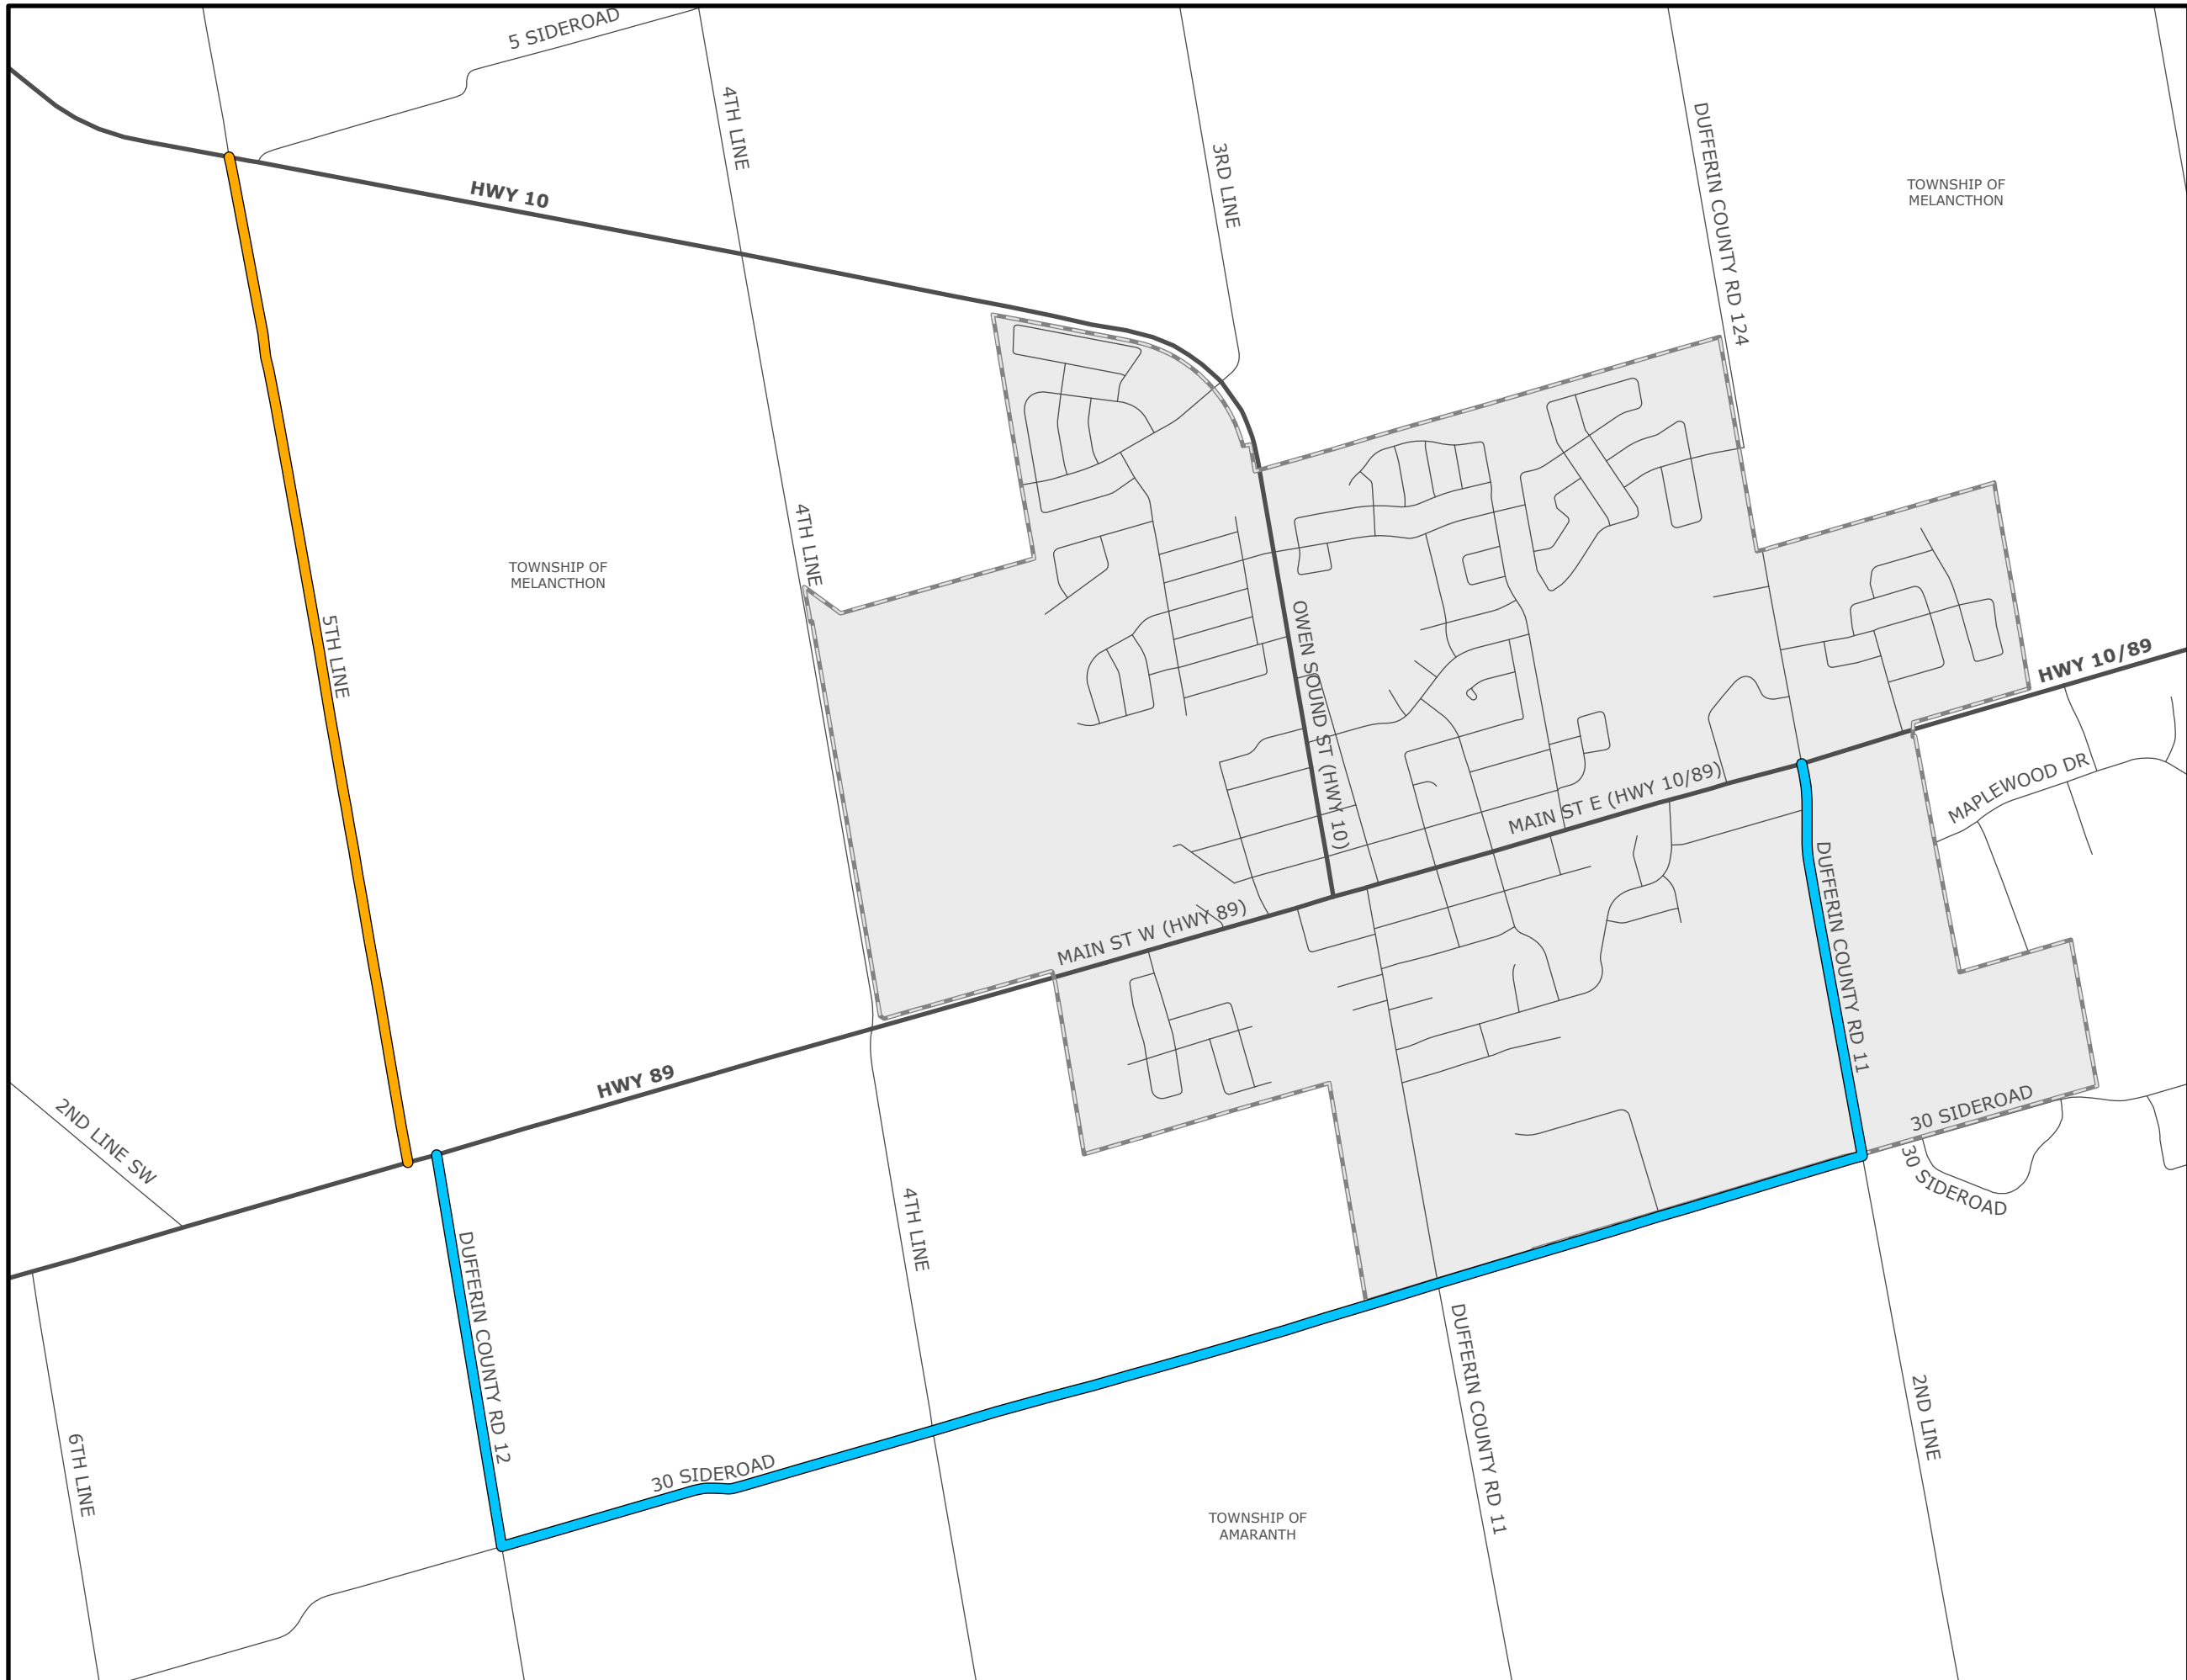 5 SIDEROAD
4TH LINE
3RD LINE
DUFFERIN COUNTY RD 124
TOWNSHIP OF
MELANCTHON
HWY 10
4TH LINE
TOWNSHIP OF
MELANCTHON
5TH LINE
OWEN SOUND ST (HWY 10)
HWY 10/89
MAPLEWOOD DR
MAIN ST E (HWY 10/89)
DUFFERIN COUNTY RD 11
MAIN ST W (HWY 89)
HWY 89
2ND LINE SW
30 SIDEROAD
30 SIDEROAD
4TH LINE
DUFFERIN COUNTY RD 12
DUFFERIN COUNTY RD 11
2ND LINE
6TH LINE
30 SIDEROAD
TOWNSHIP OF
AMARANTH